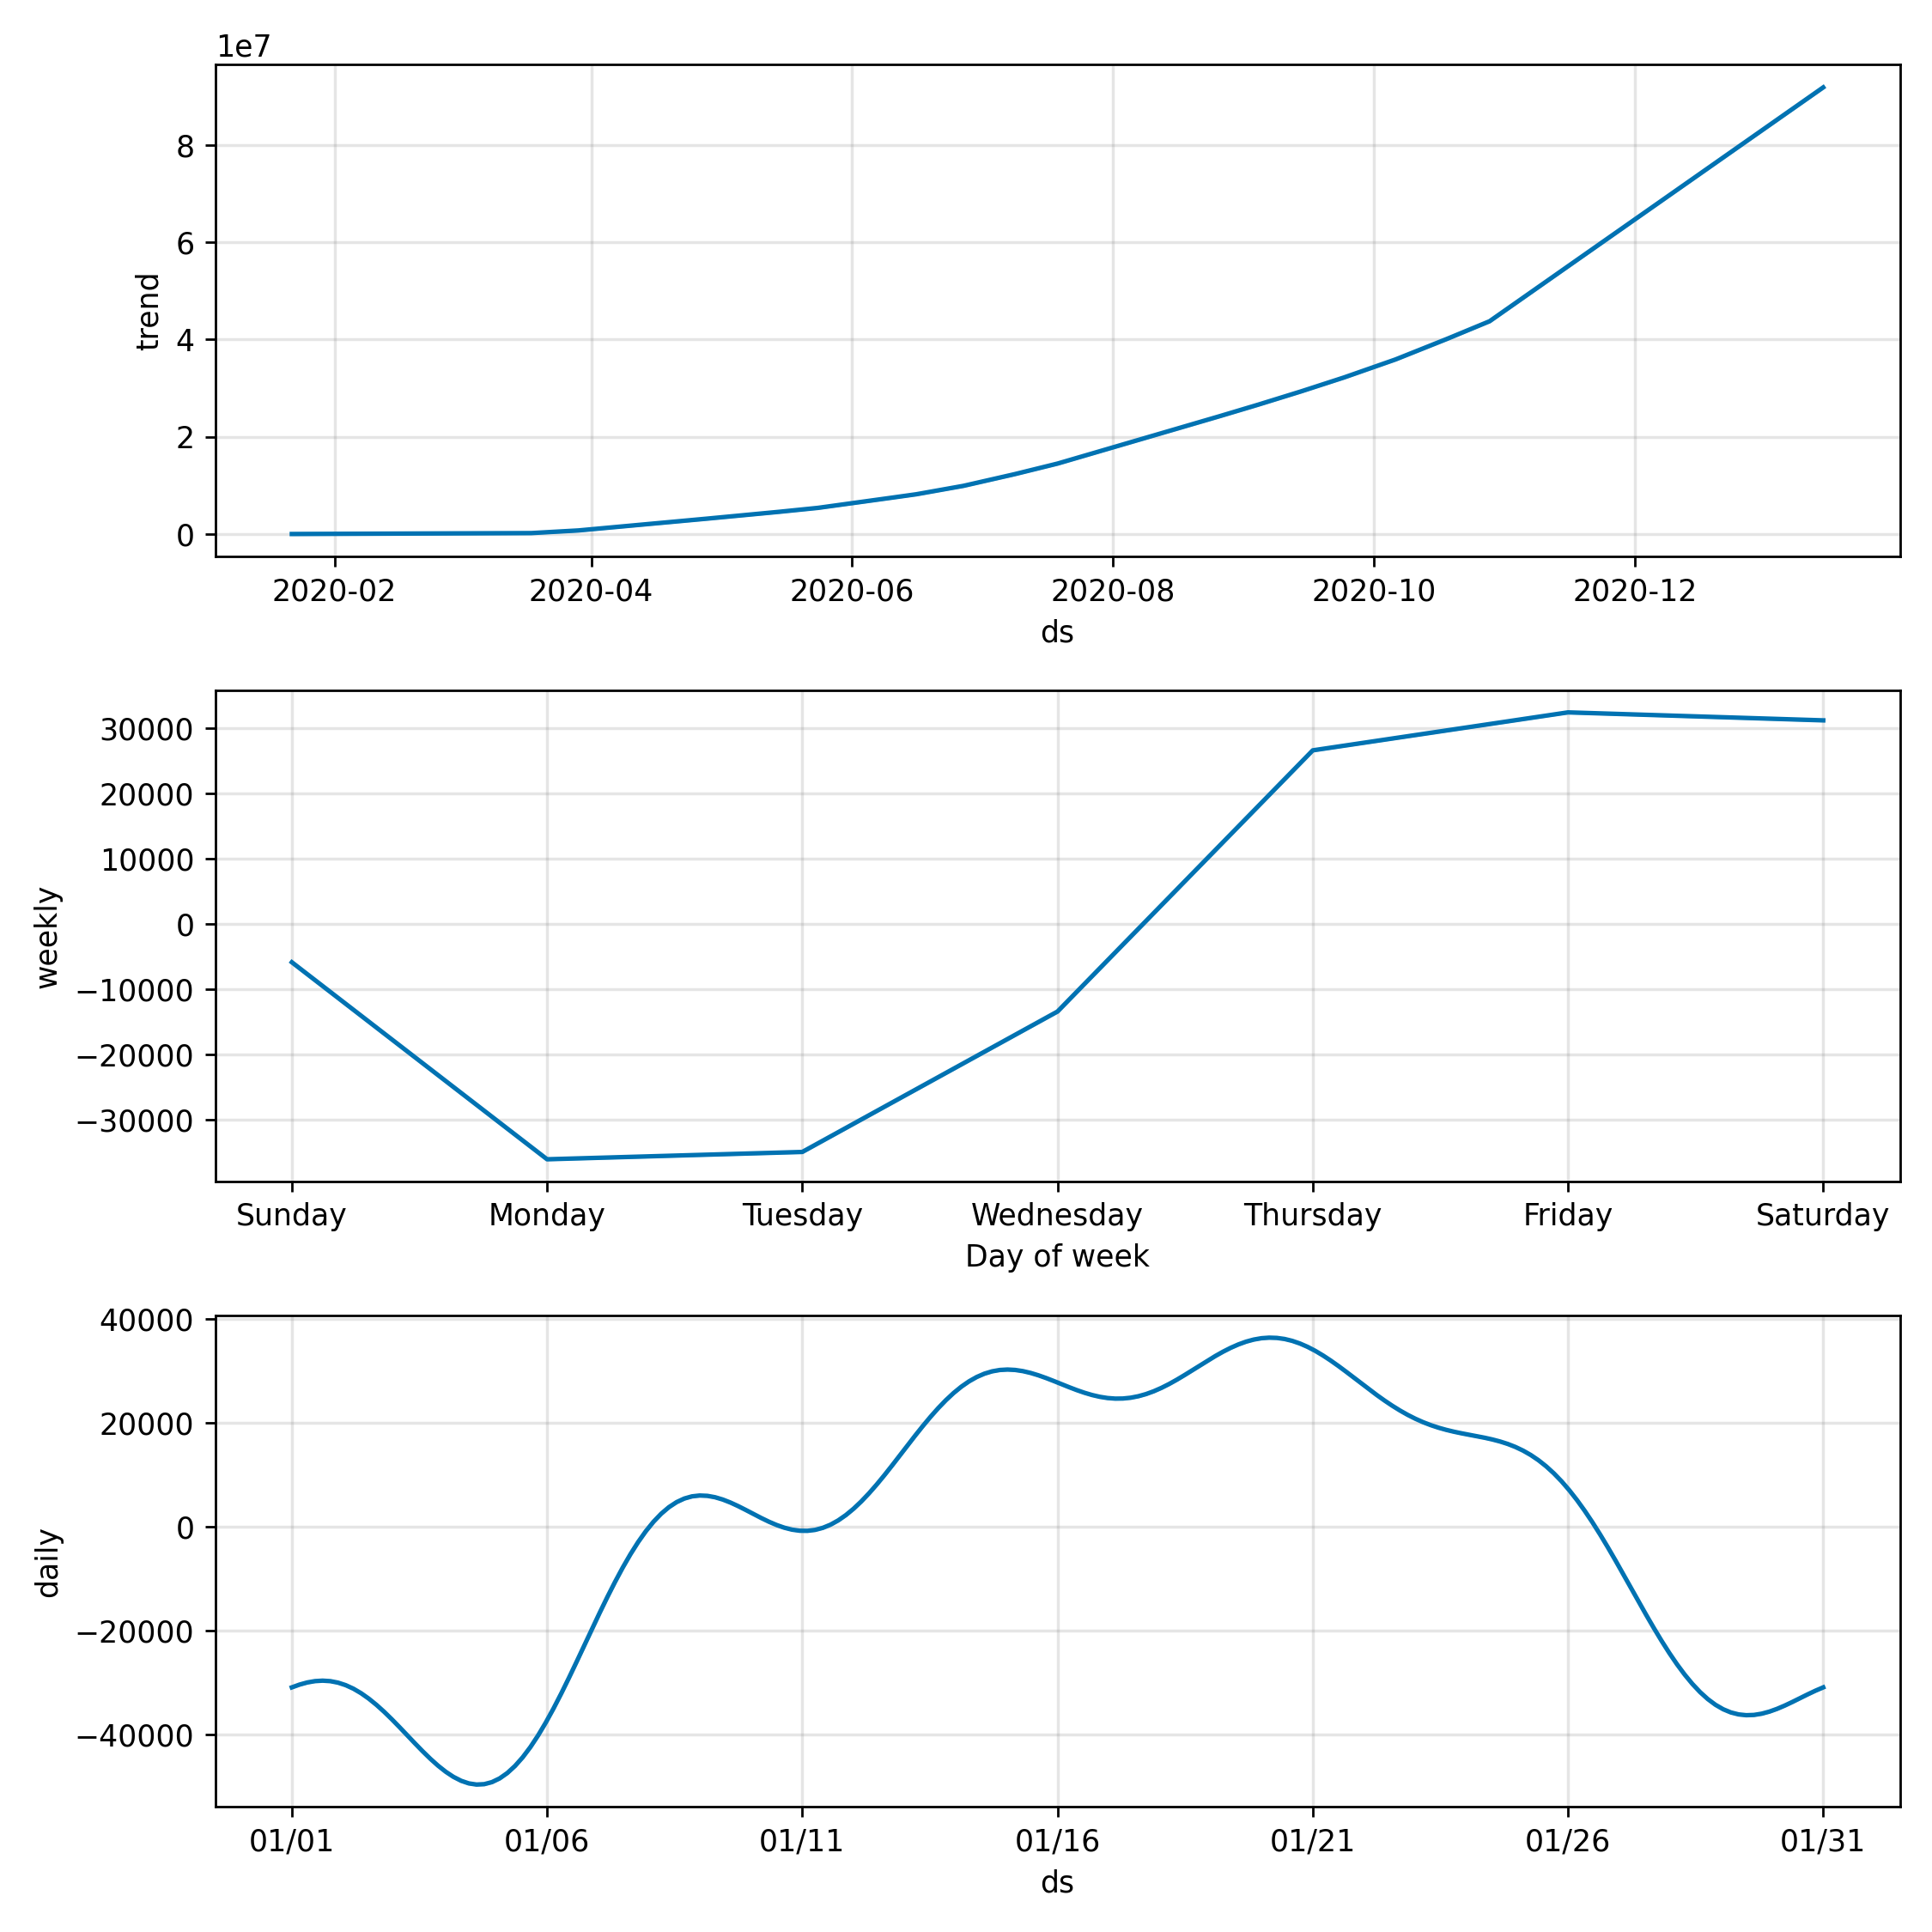 1e7
8
6
4
2
0
trend
2020-02 2020-04 2020-06 2020-08 2020-10 2020-12
ds
30000
20000
10000
0
−10000
−20000
−30000
weekly
Sunday Monday Tuesday Wednesday Thursday Friday Saturday
Day of week
40000
20000
0
−20000
−40000
daily
01/01 01/06 01/11 01/16 01/21 01/26 01/31
ds